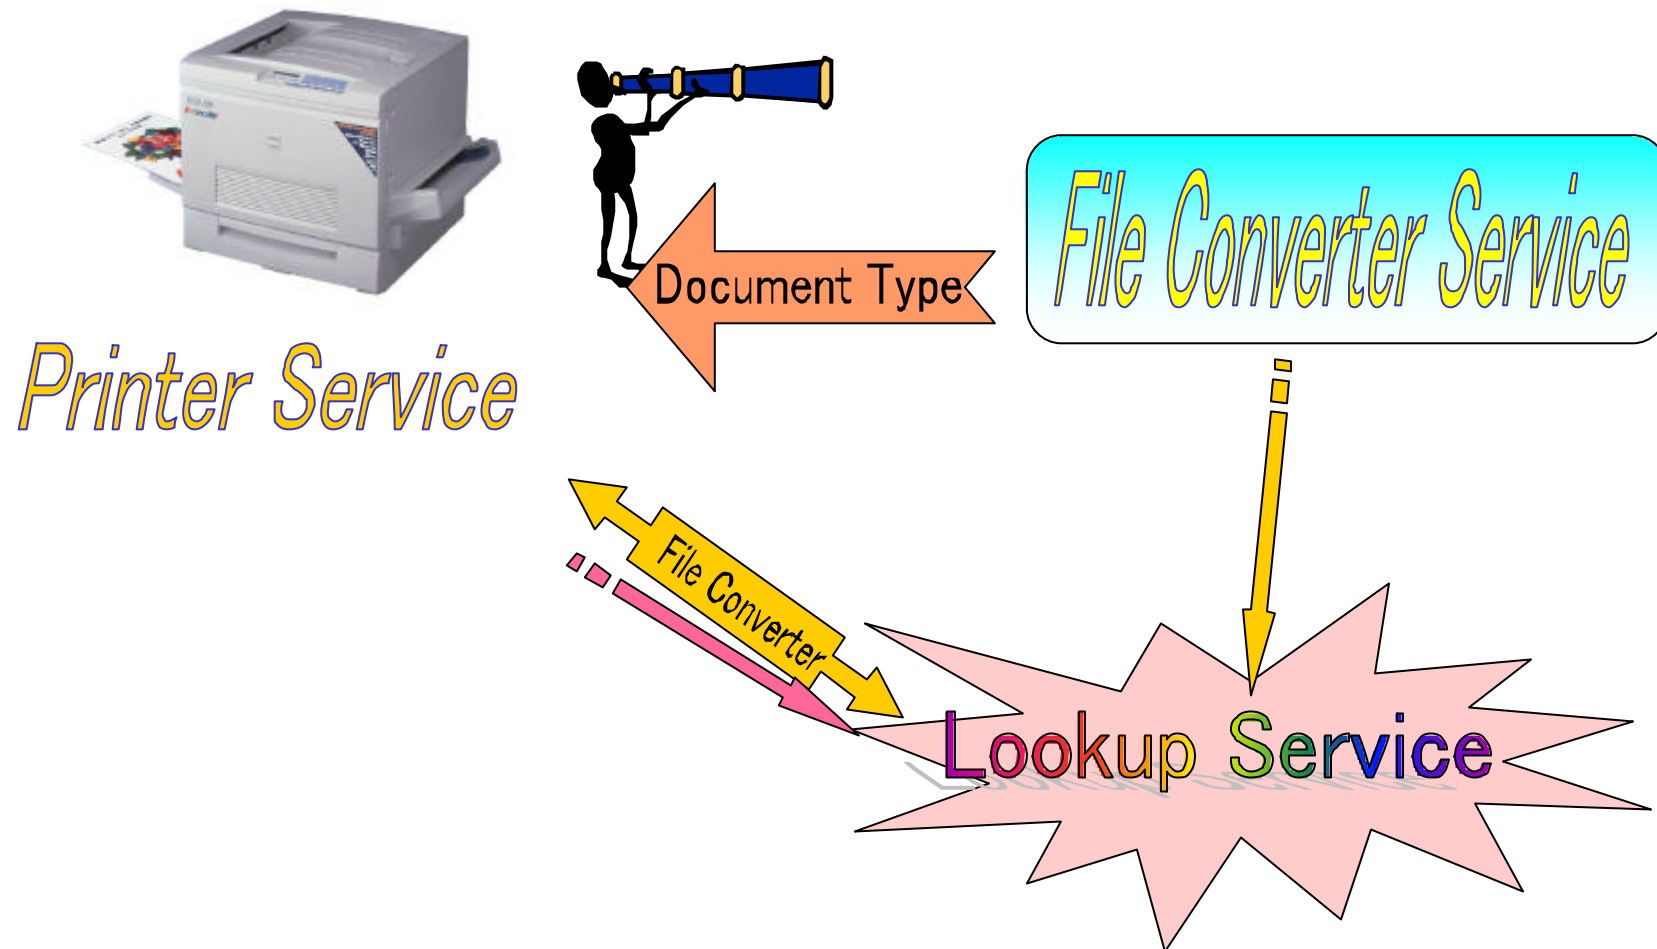 File Converter Service
Document Type
Printer Service
File Converter
Lookup Service